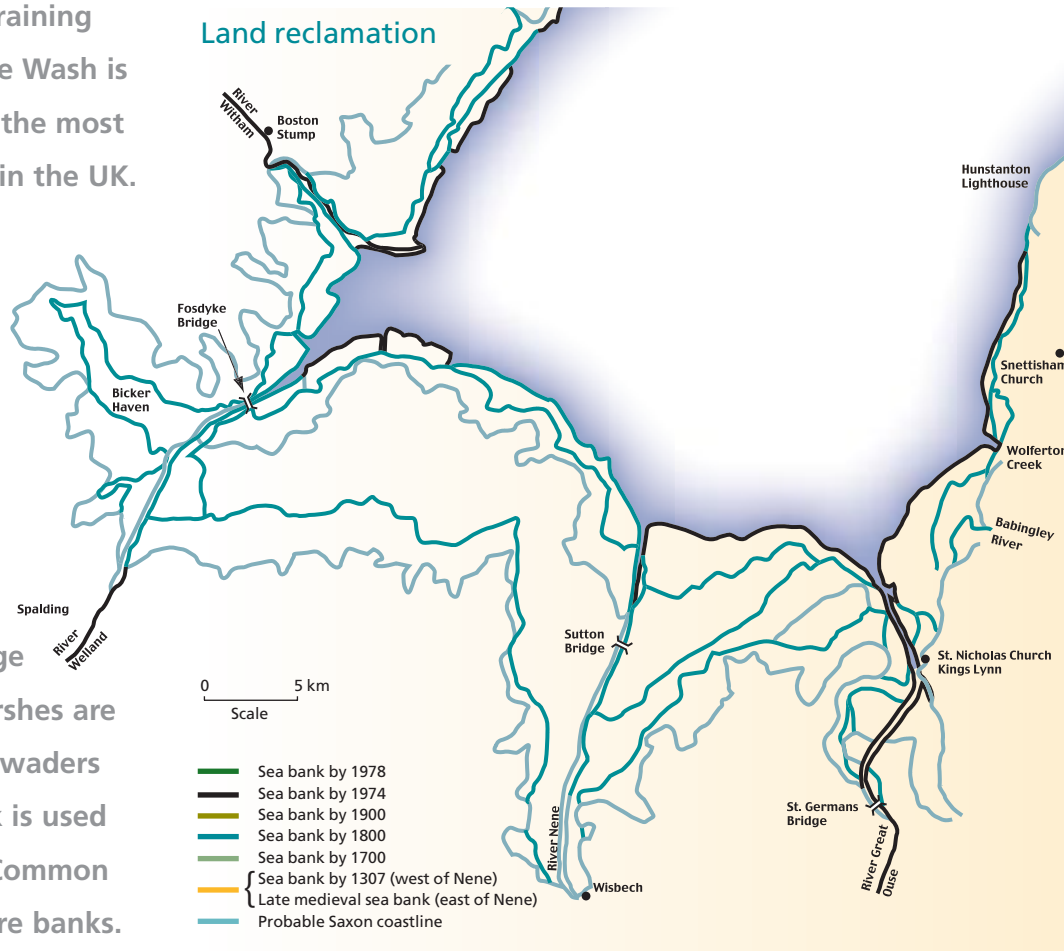 raining
e Wash is
the most
in the UK.
ge
rshes are
waders
k is used
Common
re banks.
Land reclamation
River
Witham
Boston
Stump
Hunstanton
Lighthouse
Fosdyke
Bridge
Snettisham
Church
Bicker
Haven
Wolferton
Creek
Babingley
River
Spalding
River
Welland
Sutton
Bridge
St. Nicholas Church
Kings Lynn
0 5 km
Scale
St. Germans
Bridge
River Great
Ouse
River Nene
Wisbech
Sea bank by 1978
Sea bank by 1974
Sea bank by 1900
Sea bank by 1800
Sea bank by 1700
Sea bank by 1307 (west of Nene)
Late medieval sea bank (east of Nene)
Probable Saxon coastline